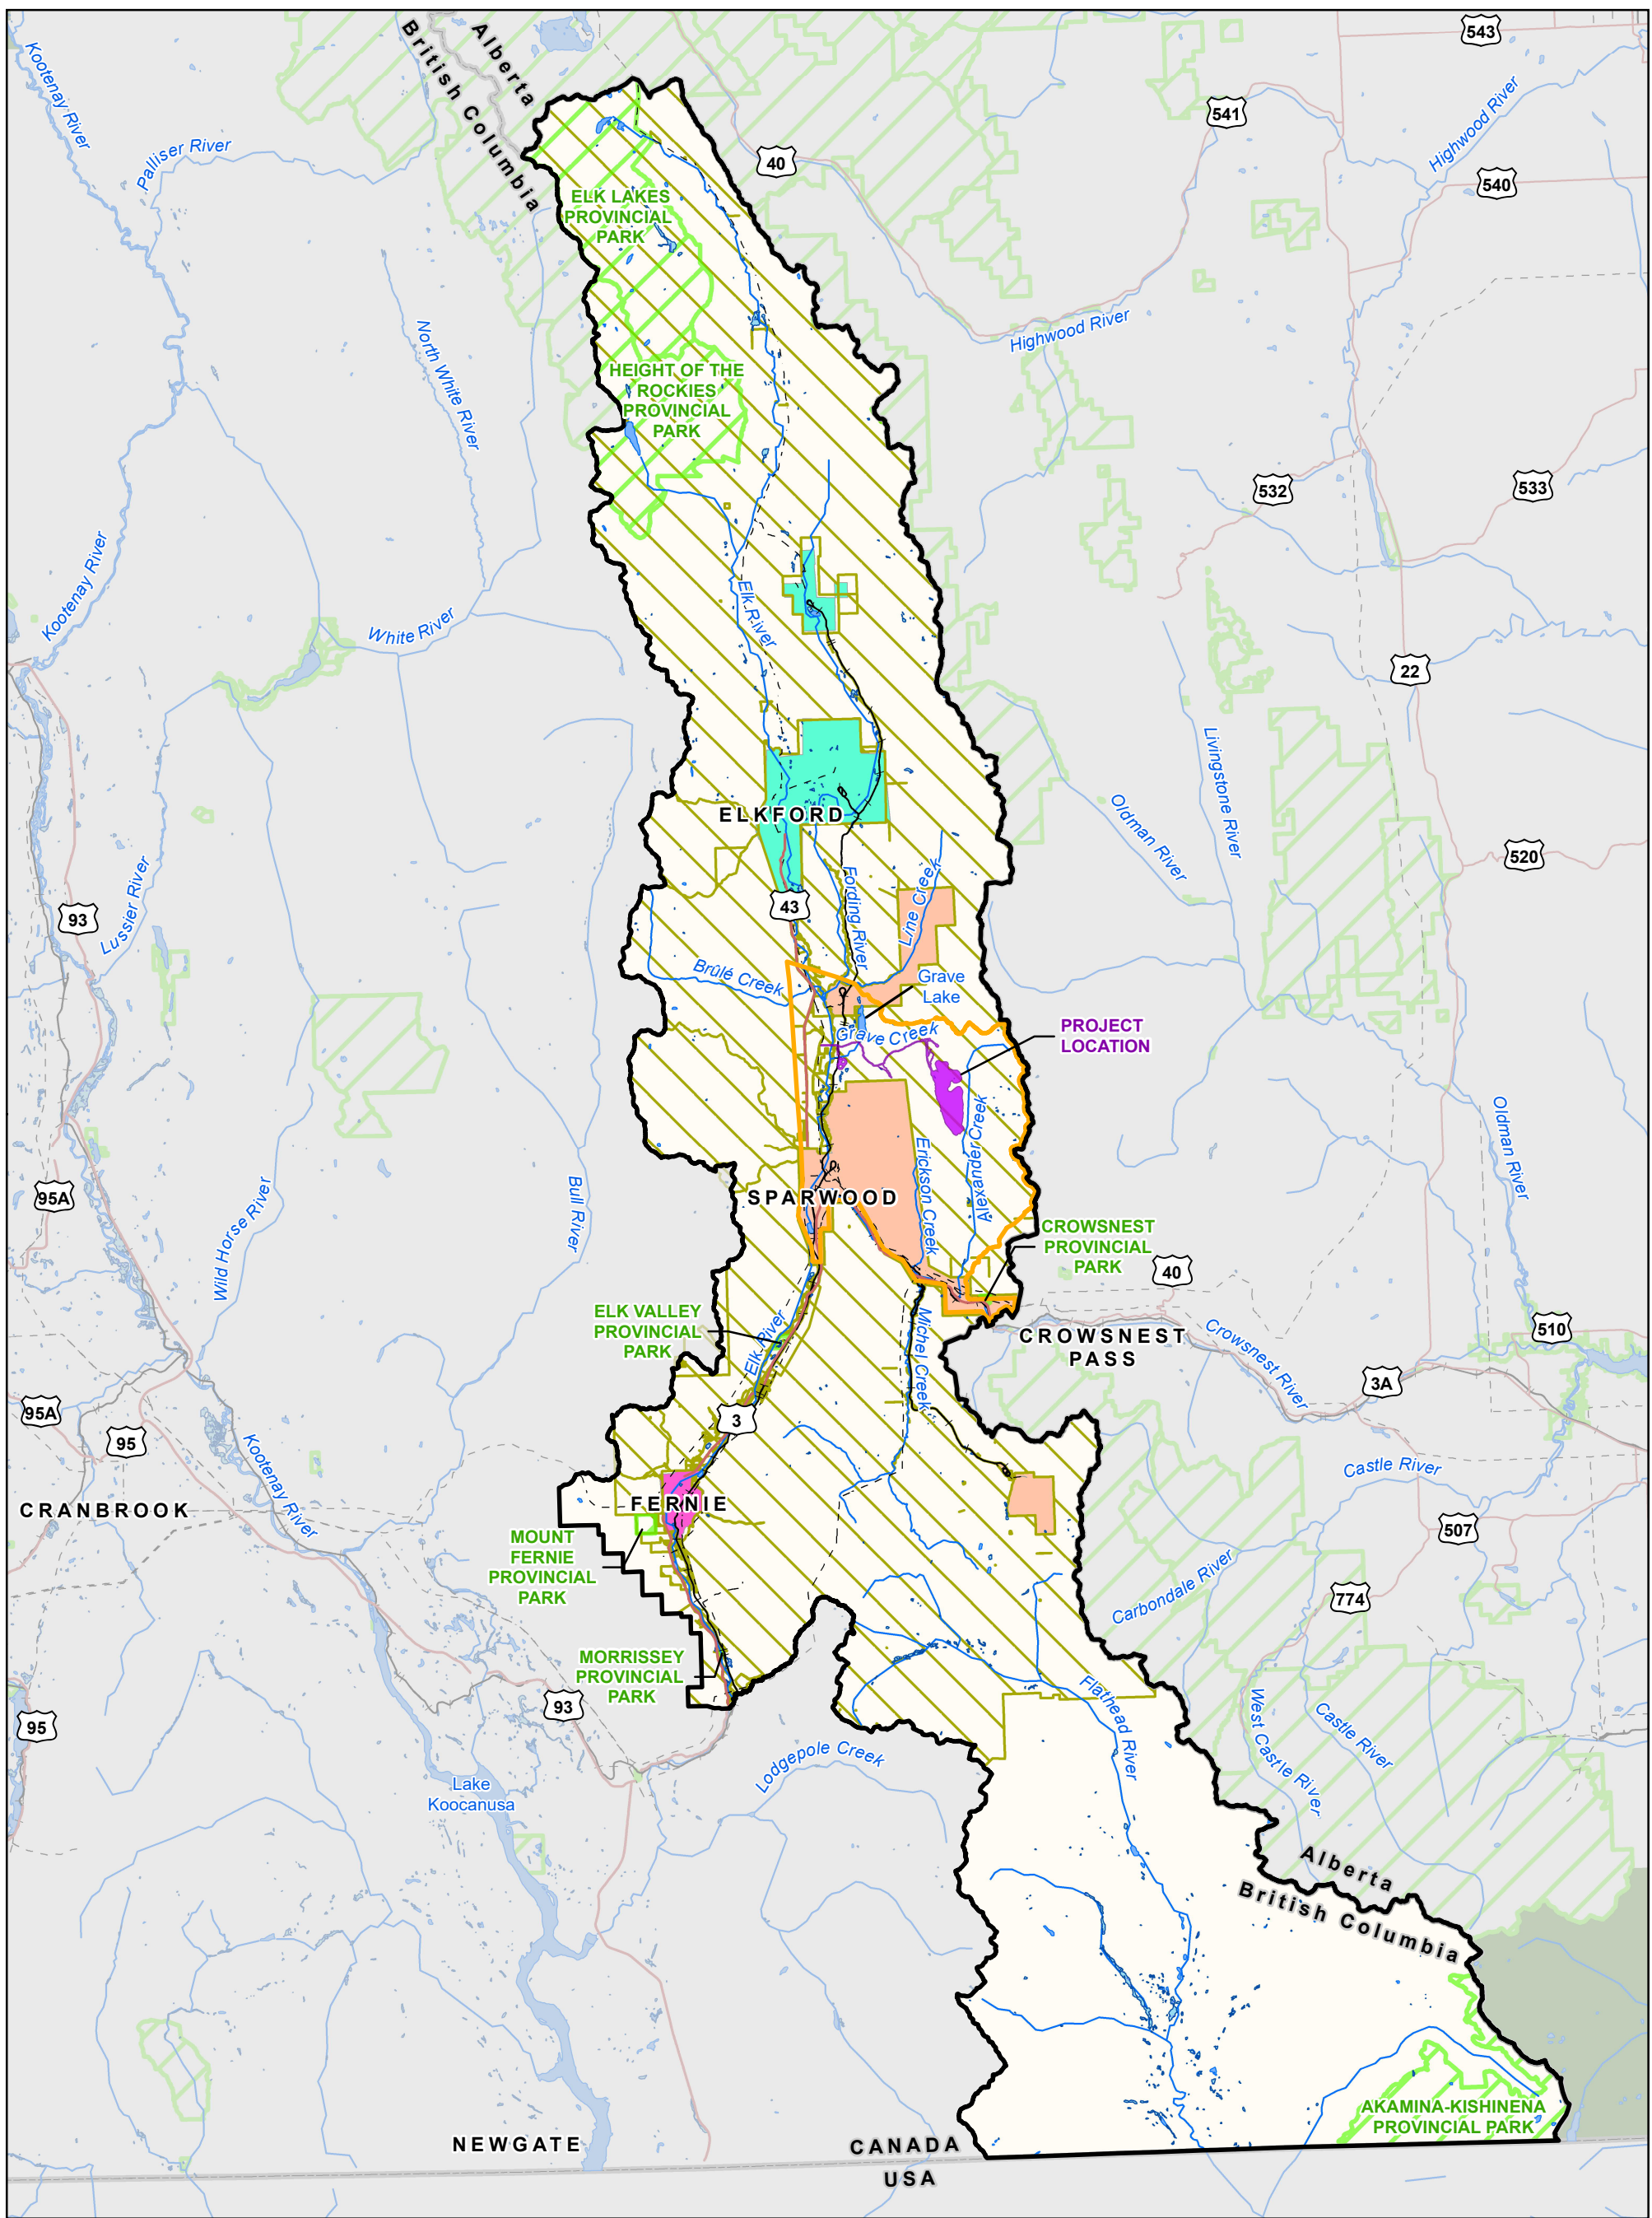 Kootenay River
Alberta
British Columbia
543
541
Highwood River
Palliser River
40
540
ELK LAKES
PROVINCIAL
PARK
North White River
Highwood River
HEIGHT OF THE
ROCKIES
PROVINCIAL
PARK
532
533
Kootenay River
Elk River
White River
22
Livingstone River
Oldman River
ELKFORD
520
Lussier River
93
43
Fording River
Line Creek
Brûlé Creek
Grave
Lake
Grave Creek
PROJECT
LOCATION
Oldman River
Alexander Creek
Erickson Creek
95A
Wild Horse River
Bull River
SPARWOOD
CROWSNEST
PROVINCIAL
PARK
40
ELK VALLEY
PROVINCIAL
PARK
Elk River
Michel Creek
CROWSNEST
PASS
Crowsnest River
510
3A
95A
95
3
Kootenay River
Castle River
CRANBROOK
FERNIE
507
MOUNT
FERNIE
PROVINCIAL
PARK
Carbondale River
774
MORRISSEY
PROVINCIAL
PARK
93
95
Flathead River
West Castle River
Castle River
Lodgepole Creek
Lake
Koocanusa
Alberta
British Columbia
AKAMINA-KISHINENA
PROVINCIAL PARK
NEWGATE
CANADA
USA